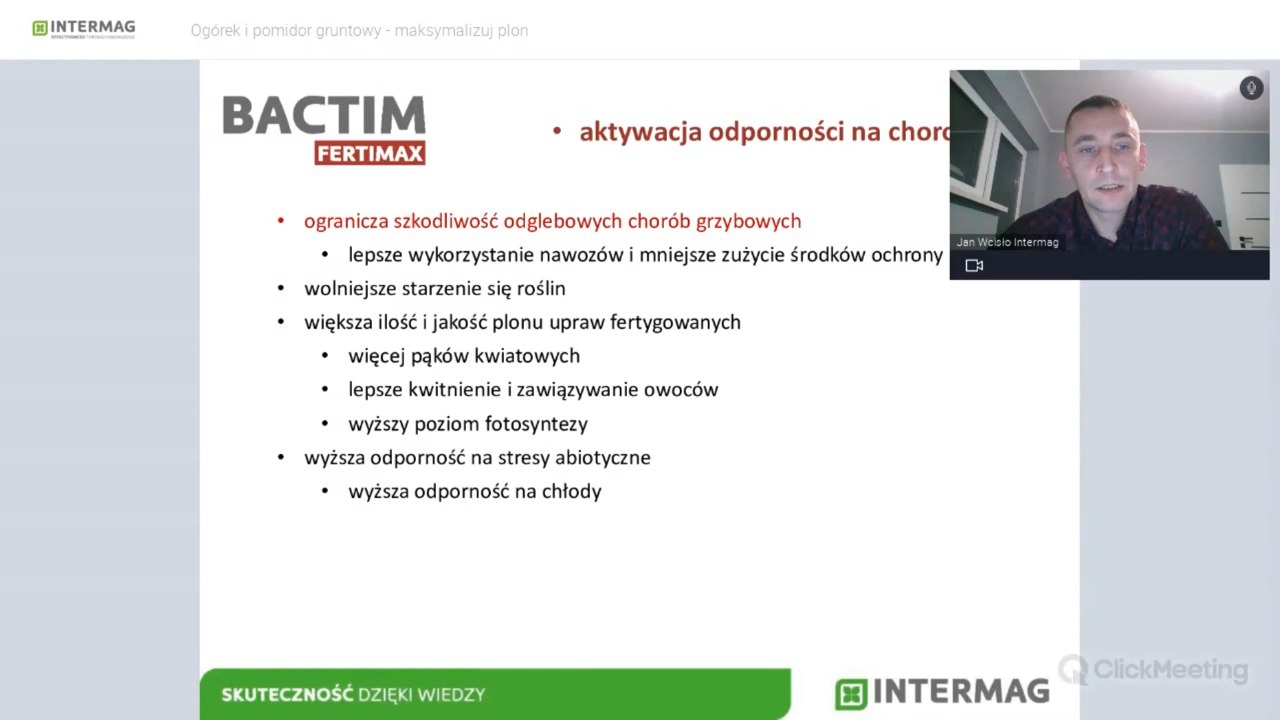 INTERMAG
Ogórek i pomidor gruntowy - maksymalizuj plon
BACTIM
FERTIMAX
• aktywacja odporności na
• ogranicza szkodliwość odglebowych chorób grzybowych
• lepsze wykorzystanie nawozów i mniejsze zużycie środków ochrony
• wolniejsze starzenie się roślin
• większa ilość i jakość plonu upraw fertygowanych
• więcej pąków kwiatowych
• lepsze kwitnienie i zawiązywanie owoców
• wyższy poziom fotosyntezy
• wyższa odporność na stresy abiotyczne
• wyższa odporność na chłody
Jan Wcisło Intermag
SKUTECZNOŚĆ DZIĘKI WIEDZY
INTERMAG
ClickMeeting